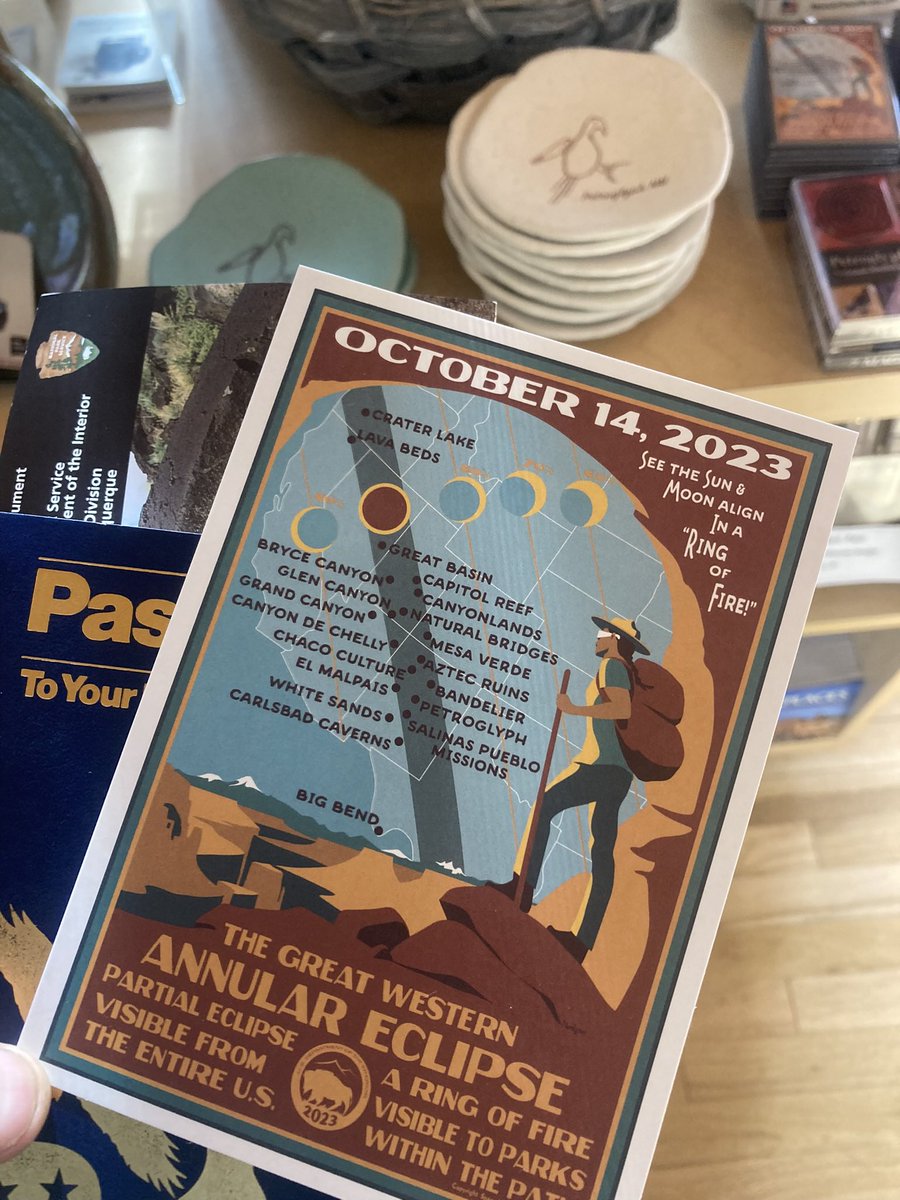 OCTOBER 14, 2023
SEE THE SUN &
MOON ALIGN
IN A
"RING
OF
FIRE!"
CRATER LAKE
LAVA BEDS
GREAT BASIN
BRYCE CANYON
CAPITOL REEF
GLEN CANYON
CANYONLANDS
GRAND CANYON
NATURAL BRIDGES
CANYON DE CHELLY
MESA VERDE
CHACO CULTURE
AZTEC RUINS
EL MALPAIS
BANDELIER
WHITE SANDS
PETROGLYPH
CARLSBAD CAVERNS
SALINAS PUEBLO
MISSIONS
BIG BEND
THE GREAT WESTERN
ANNULAR ECLIPSE
PARTIAL ECLIPSE
VISIBLE FROM
THE ENTIRE U.S.
2023
A RING OF FIRE
VISIBLE TO PARKS
WITHIN THE PAT
Pas
To Your
ument
Service
ent of the Interior
Division
querque